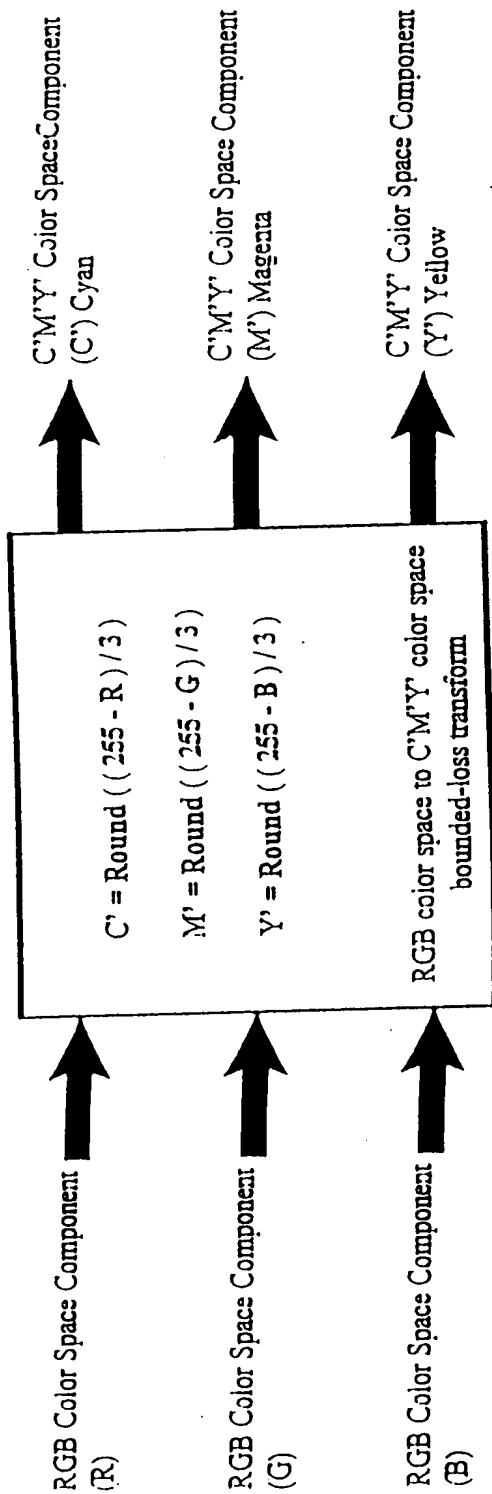 RGB Color Space Component
(R)
RGB Color Space Component
(G)
RGB Color Space Component
(B)
C' = Round ( ( 255 - R ) / 3 )
M' = Round ( ( 255 - G ) / 3 )
Y' = Round ( ( 255 - B ) / 3 )
RGB color space to C'M'Y' color space
bounded-loss transform
C'M'Y' Color SpaceComponent
(C') Cyan
C'M'Y' Color Space Component
(M') Magenta
C'M'Y' Color Space Component
(Y') Yellow